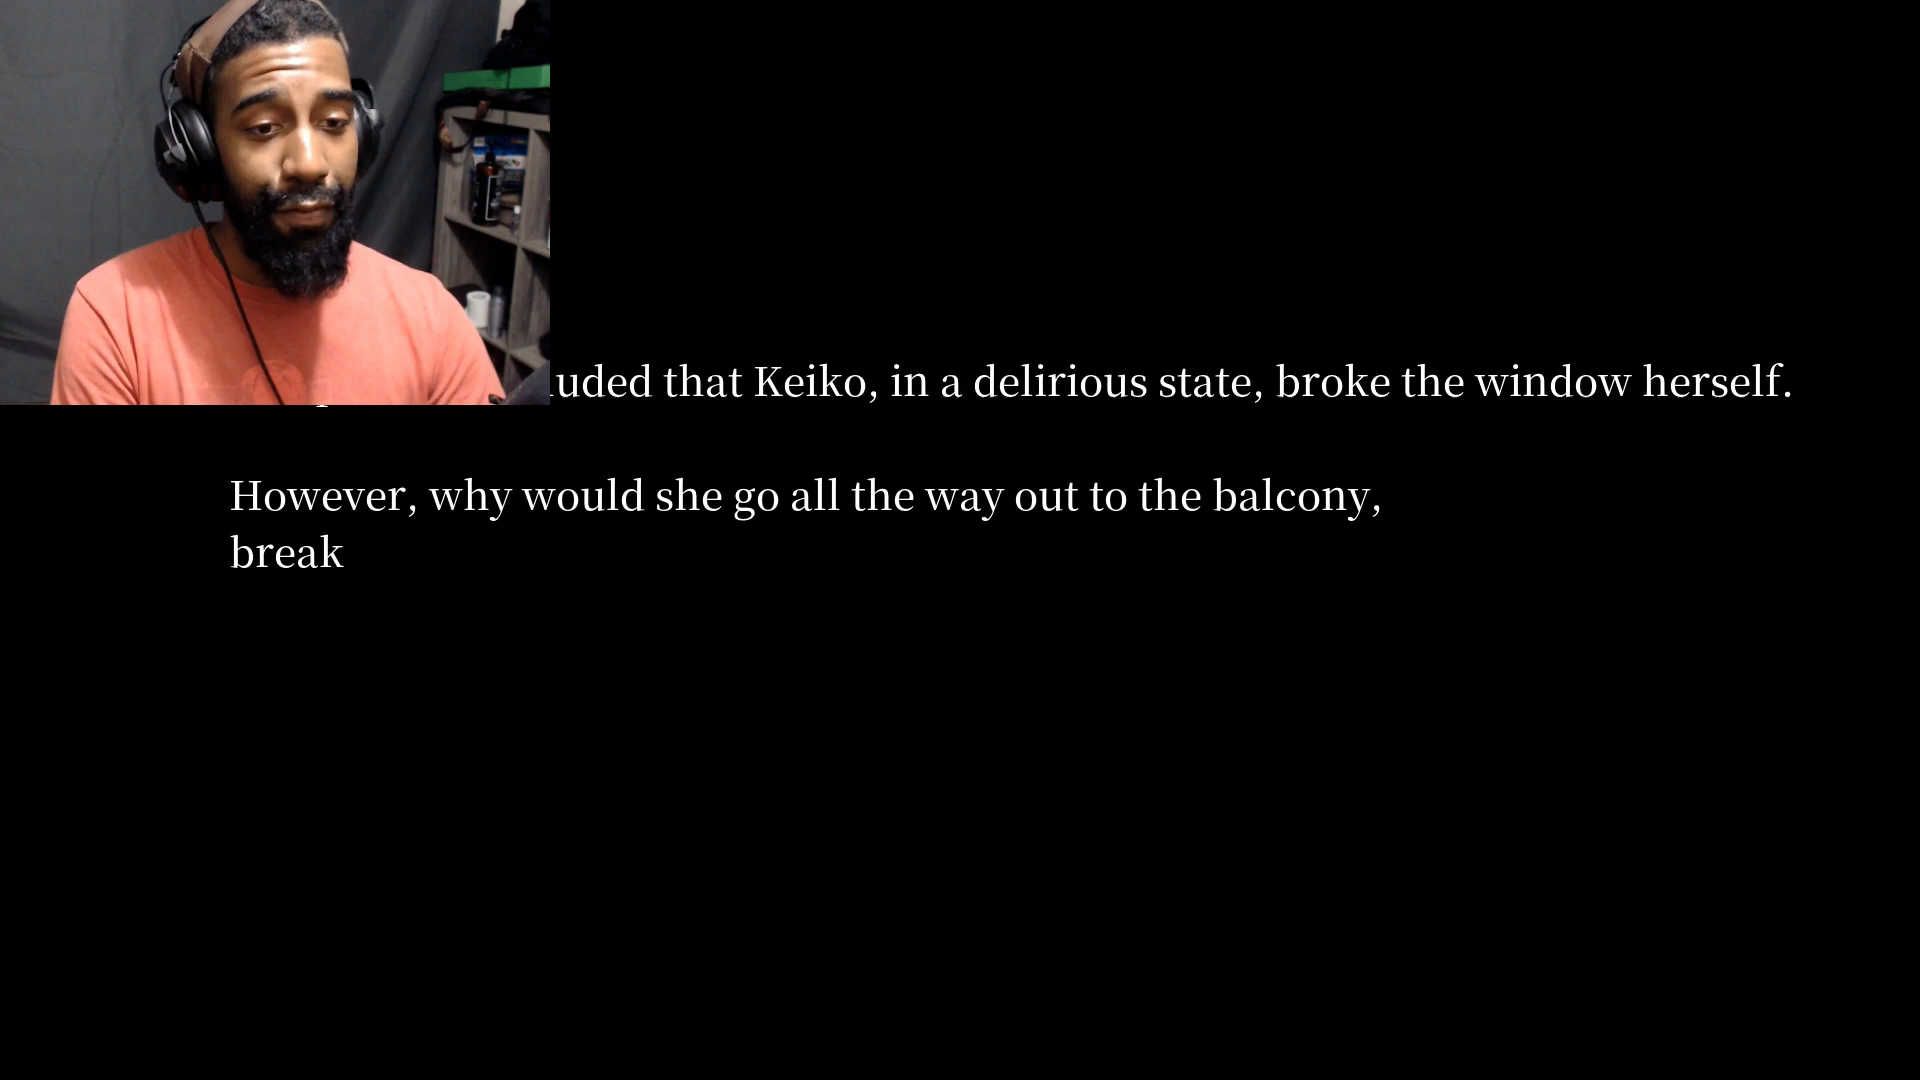 that Keiko, in a delirious state, broke the window herself.
However, why would she go all the way out to the balcony,
break